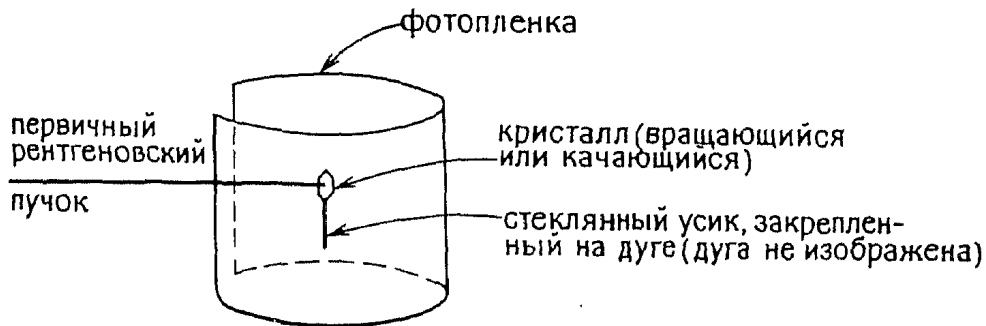 фотопленка
первичный
рентгеновский
пучок
кристалл (вращающийся
или качающийся)
стеклянный усик, закреплен-
ный на дуге (дуга не изображена)